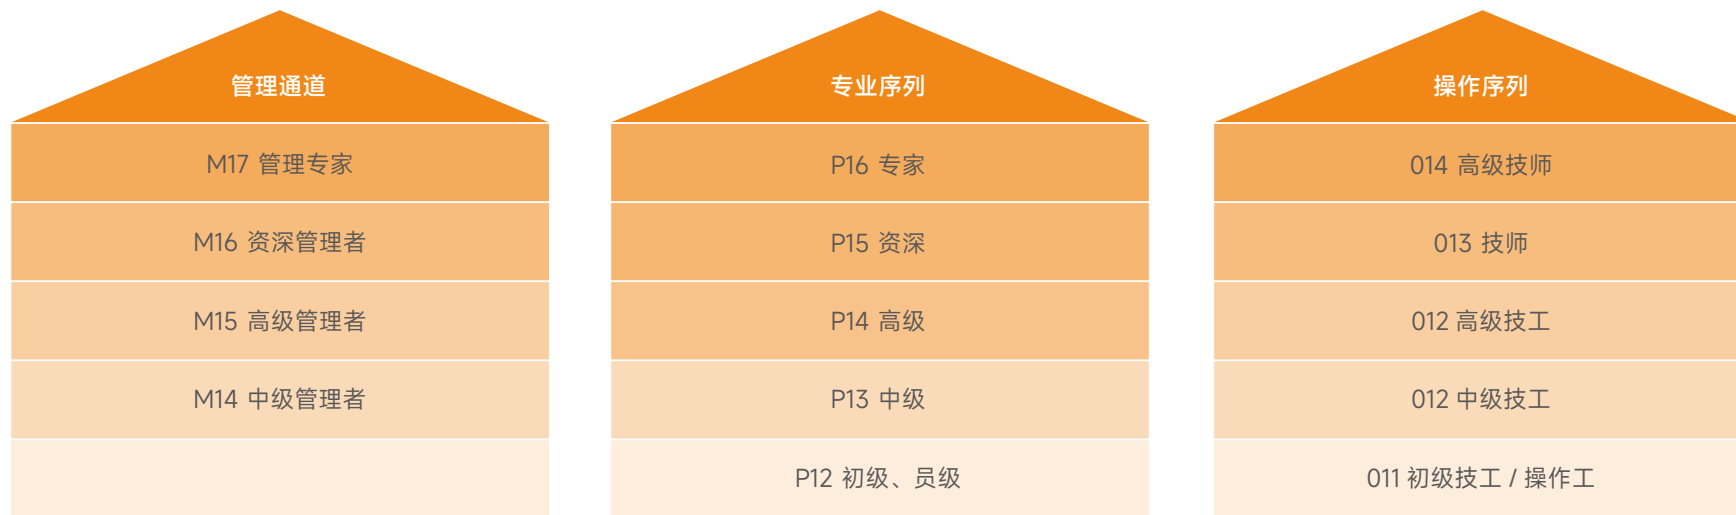 管理通道
M17 管理专家
M16 资深管理者
M15 高级管理者
M14 中级管理者
专业序列
P16 专家
P15 资深
P14 高级
P13 中级
P12 初级、员级
操作序列
014 高级技师
013 技师
012 高级技工
012 中级技工
011 初级技工 / 操作工